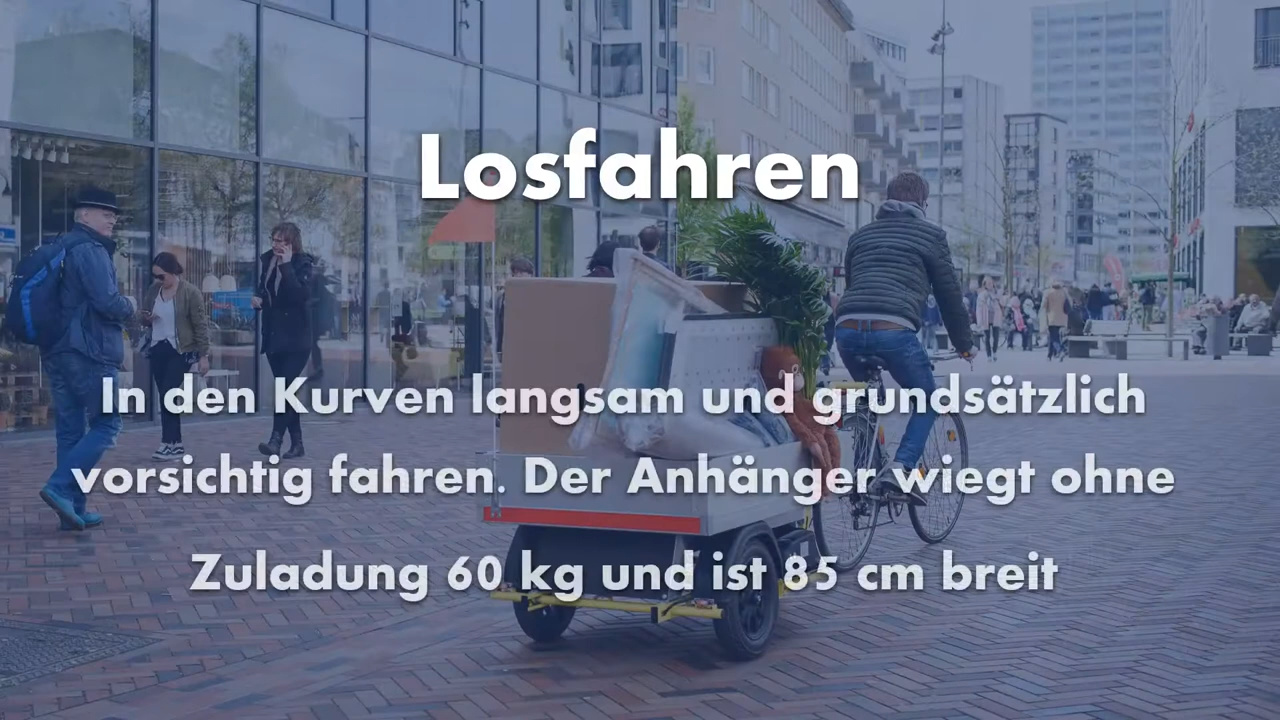 Losfahren
In den Kurven langsam und grundsätzlich
vorsichtig fahren. Der Anhänger wiegt ohne
Zuladung 60 kg und ist 85 cm breit